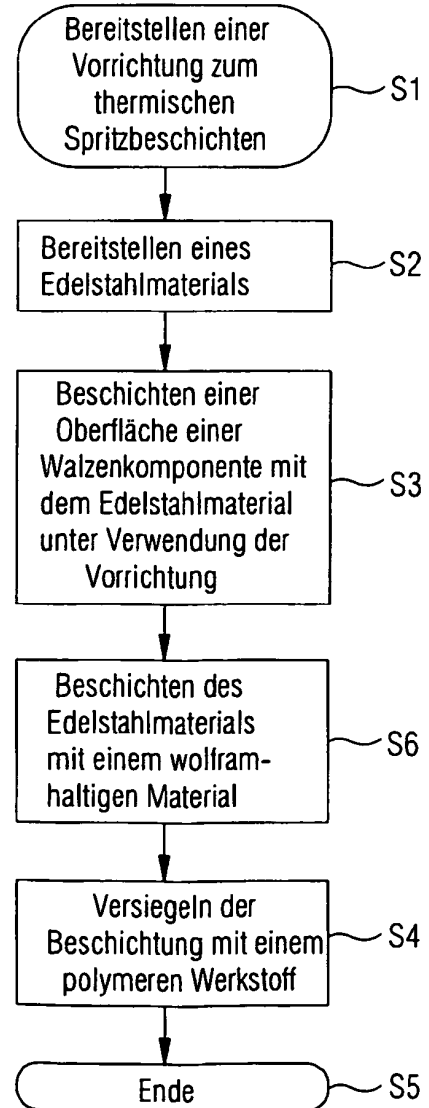 Bereitstellen einer
Vorrichtung zum
thermischen
Spritzbeschichten
S1
Bereitstellen eines
Edelstahlmaterials
S2
Beschichten einer
Oberfläche einer
Walzenkomponente mit
dem Edelstahlmaterial
unter Verwendung der
Vorrichtung
S3
Beschichten des
Edelstahlmaterials
mit einem wolfram-
haltigen Material
S6
Versiegeln der
Beschichtung mit einem
polymeren Werkstoff
S4
Ende
S5